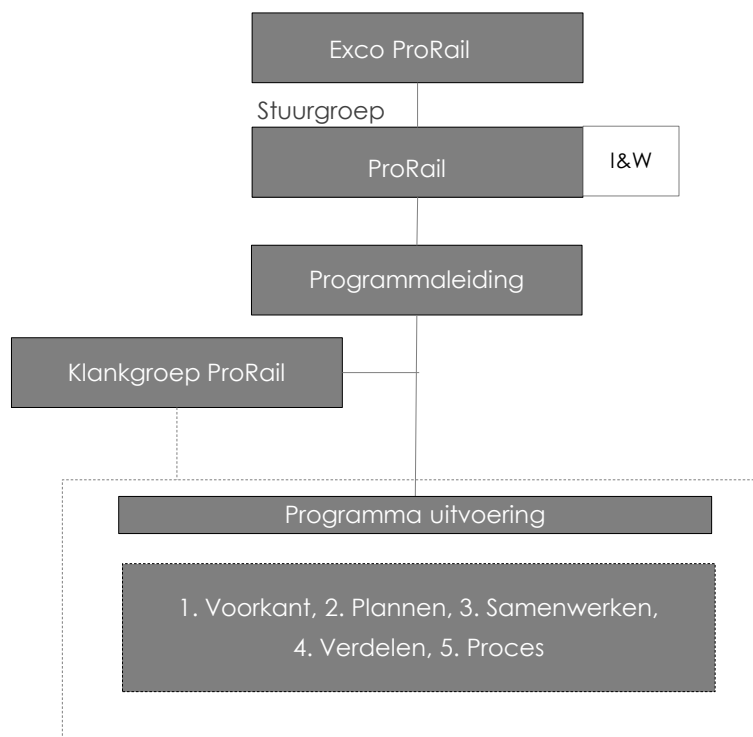 Exco ProRail
Stuurgroep
ProRail
I&W
Programmaleiding
Klankgroep ProRail
Programma uitvoering
1. Voorkant, 2. Plannen, 3. Samenwerken,
4. Verdelen, 5. Proces